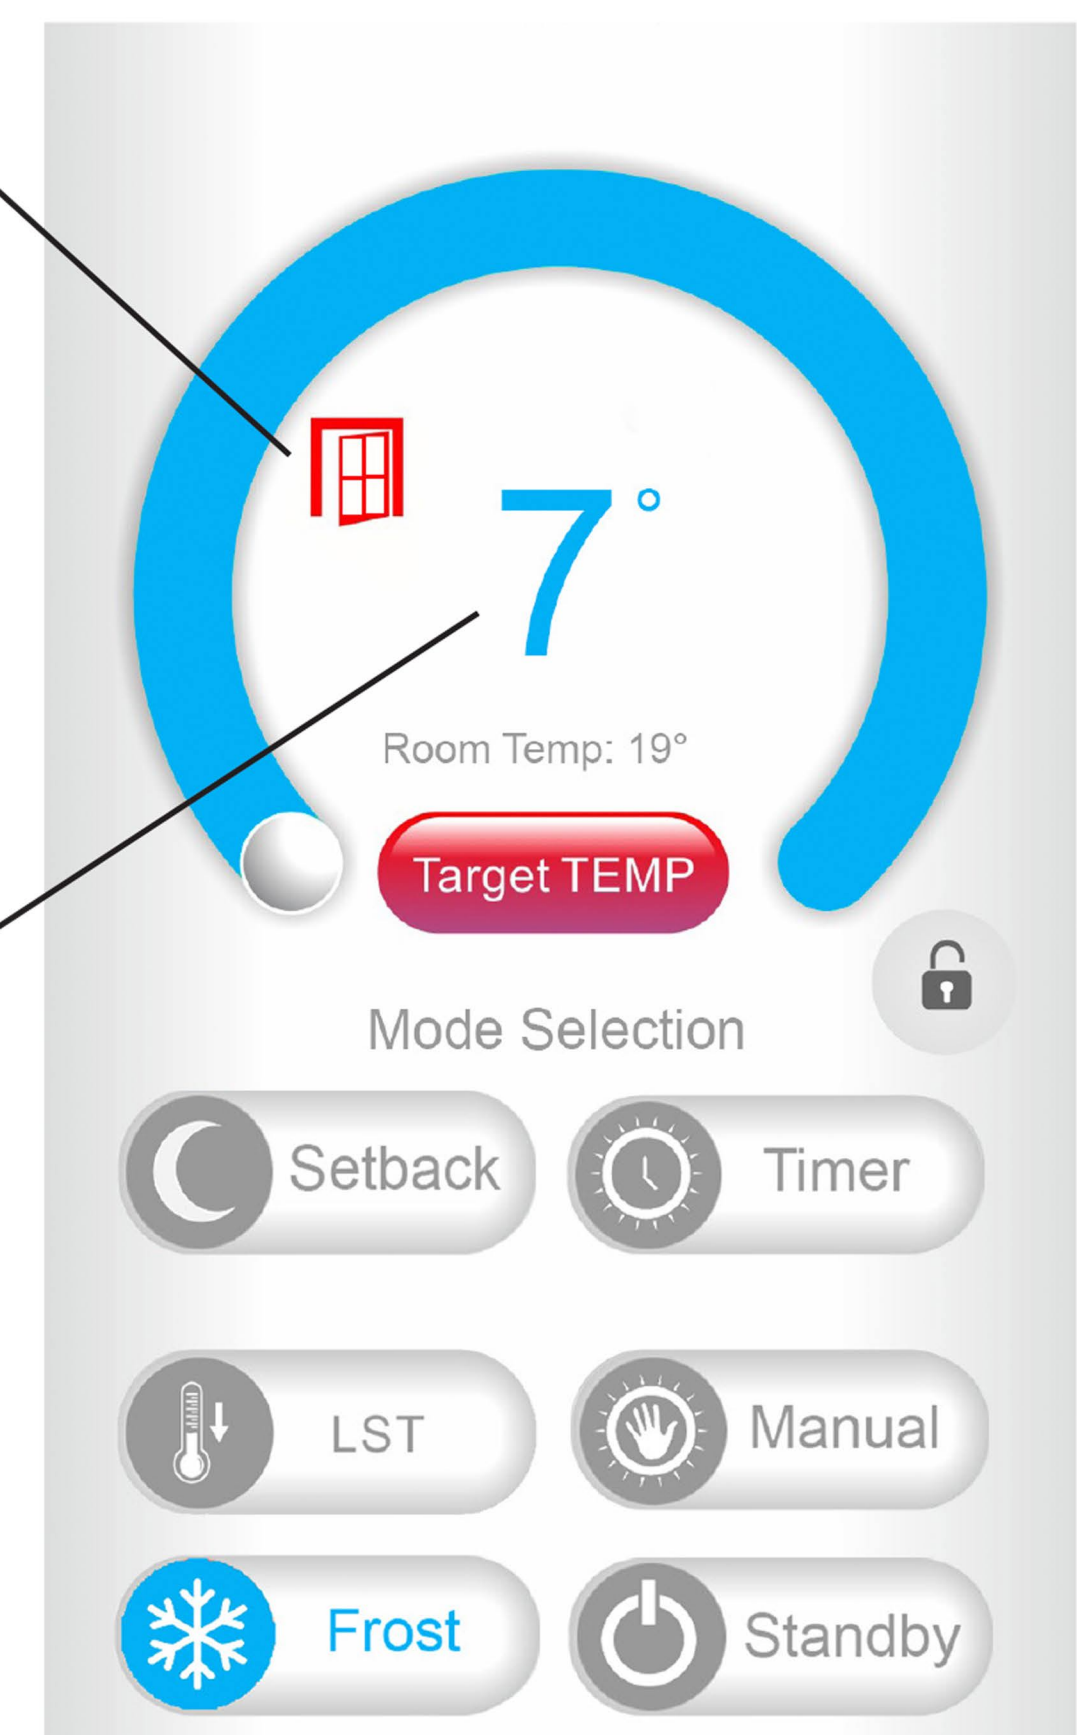 7°
Room Temp: 19°
Target TEMP
Mode Selection
Setback
Timer
LST
Manual
Frost
Standby